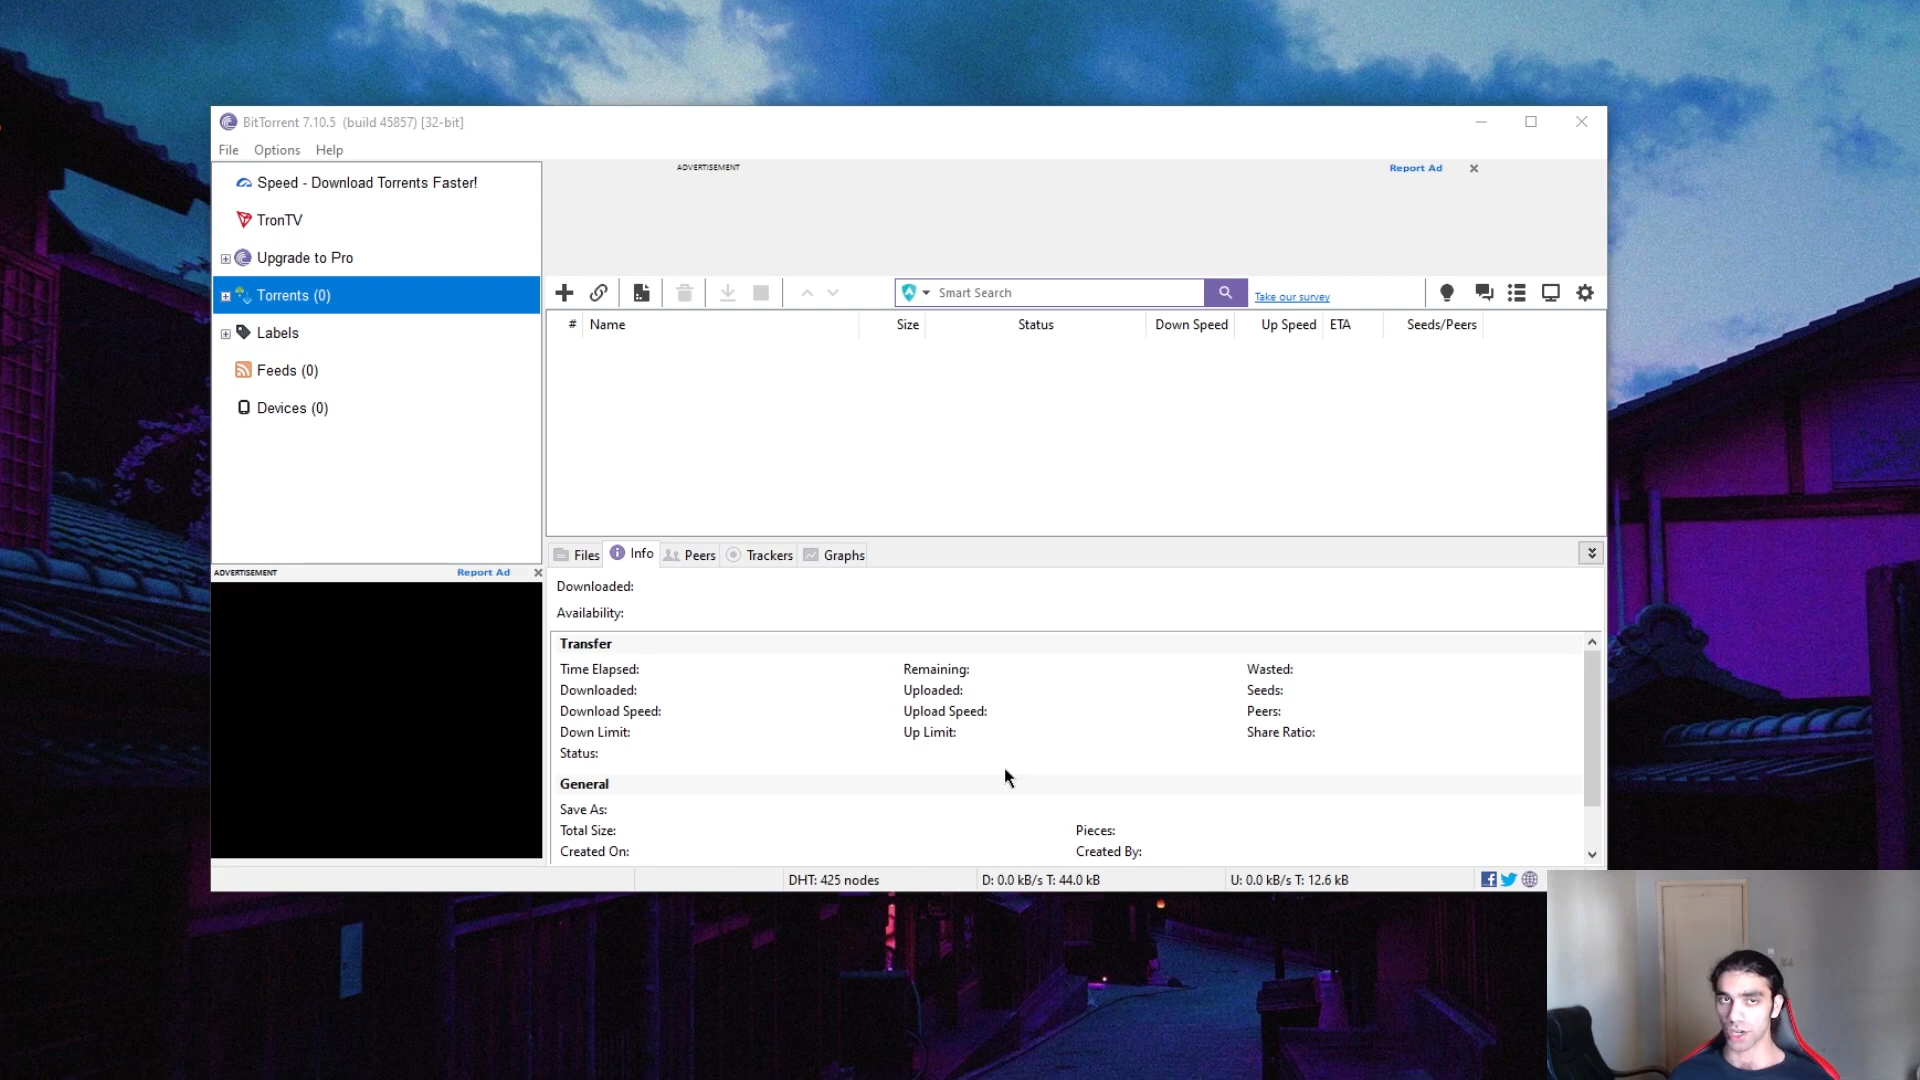 BitTorrent 7.10.5 (build 45857) [32-bit]
File Options Help
Speed - Download Torrents Faster!
TronTV
Upgrade to Pro
Torrents (0)
Labels
Feeds (0)
Devices (0)
ADVERTISEMENT Report Ad
ADVERTISEMENT Report Ad
Smart Search
Take our survey
# Name Size Status Down Speed Up Speed ETA Seeds/Peers
Files Info Peers Trackers Graphs
Downloaded:
Availability:
Transfer
Time Elapsed: Remaining: Wasted:
Downloaded: Uploaded: Seeds:
Download Speed: Upload Speed: Peers:
Down Limit: Up Limit: Share Ratio:
Status:
General
Save As:
Total Size: Pieces:
Created On: Created By:
DHT: 425 nodes D: 0.0 kB/s T: 44.0 kB U: 0.0 kB/s T: 12.6 kB